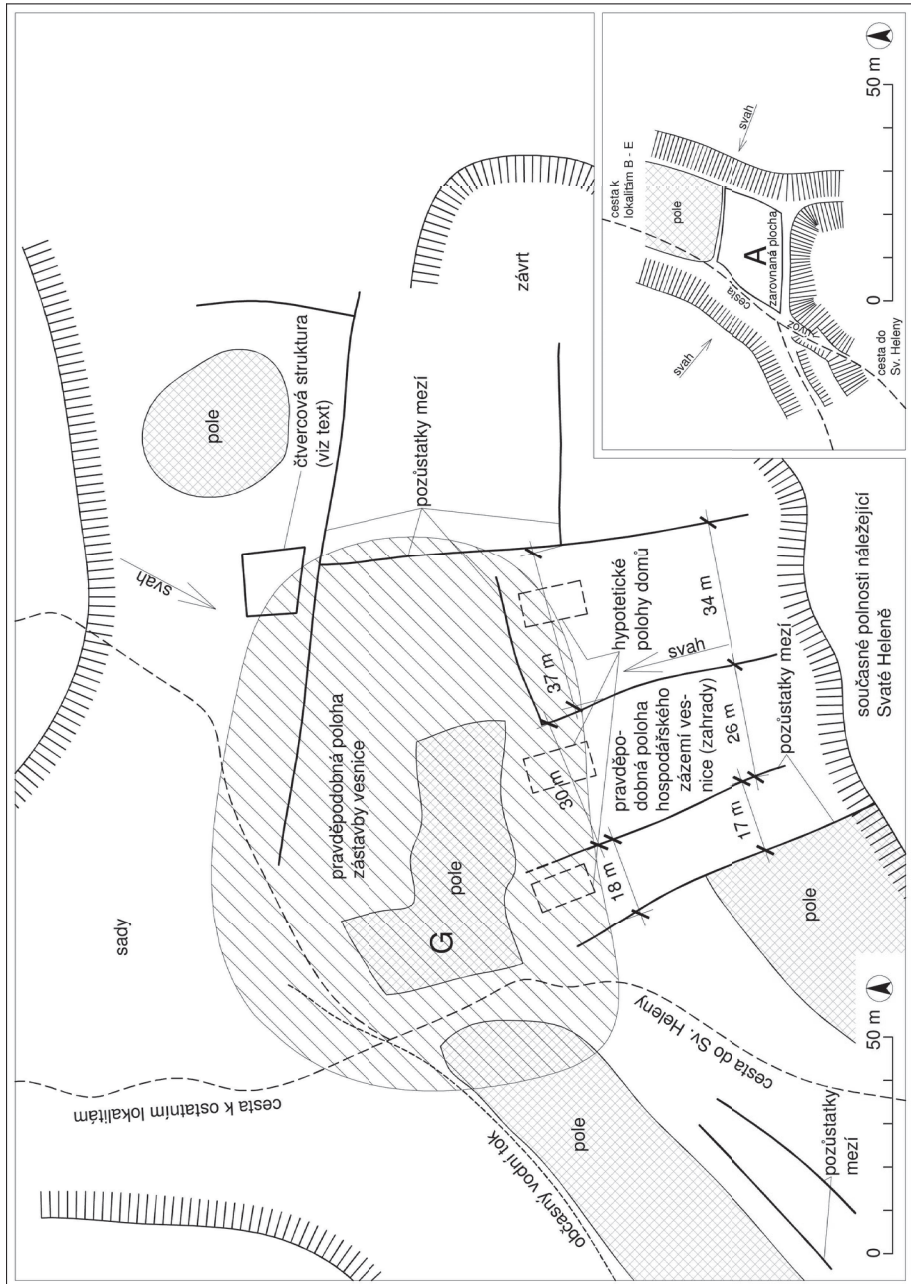 sady
svah
pole
čtvercová struktura
(viz text)
pozůstatky mezí
závrt
cesta k ostatním lokalitám
občasný vodní tok
pravděpodobná poloha
zástavby vesnice
G
pole
pole
hypotetické
polohy domů
37 m
30 m
18 m
svah
34 m
26 m
17 m
pravděpo-
dobná poloha
hospodářského
zázemí ves-
nice (zahrady)
pozůstatky mezí
cesta do Sv. Heleny
pole
současné polnosti náležející
Svaté Heleně
pozůstatky
mezí
0
50 m
cesta k
lokalitám B - E
pole
svah
svah
cesta
A
zarovnaná plocha
úvoz
cesta do
Sv. Heleny
0
50 m